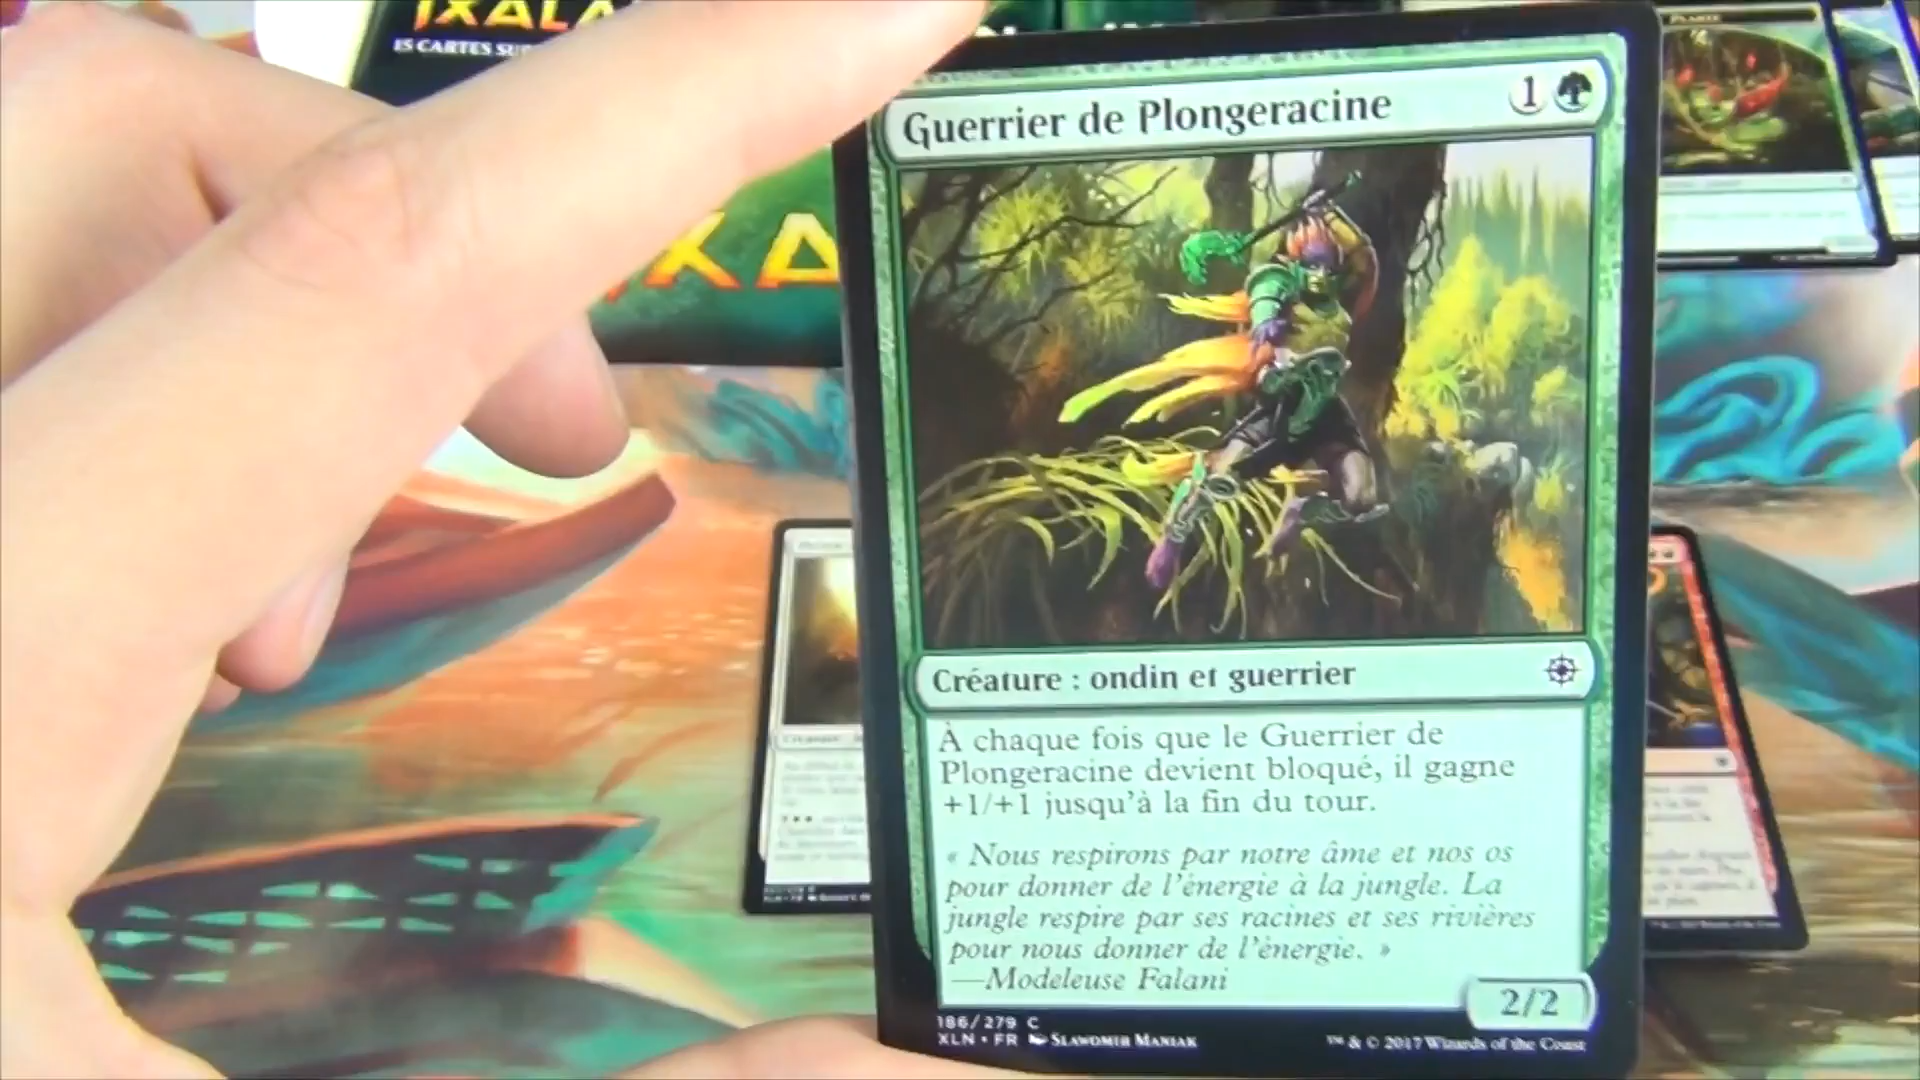 IXALA
15 CARTES SU
XA
Guerrier de Plongeracine
1
Créature : ondin et guerrier
À chaque fois que le Guerrier de
Plongeracine devient bloqué, il gagne
+1/+1 jusqu'à la fin du tour.
« Nous respirons par notre âme et nos os
pour donner de l'énergie à la jungle. La
jungle respire par ses racines et ses rivières
pour nous donner de l'énergie. »
—Modeleuse Falani
2/2
186/279 C
XLN • FR Slawomir Maniak
™ & © 2017 Wizards of the Coast